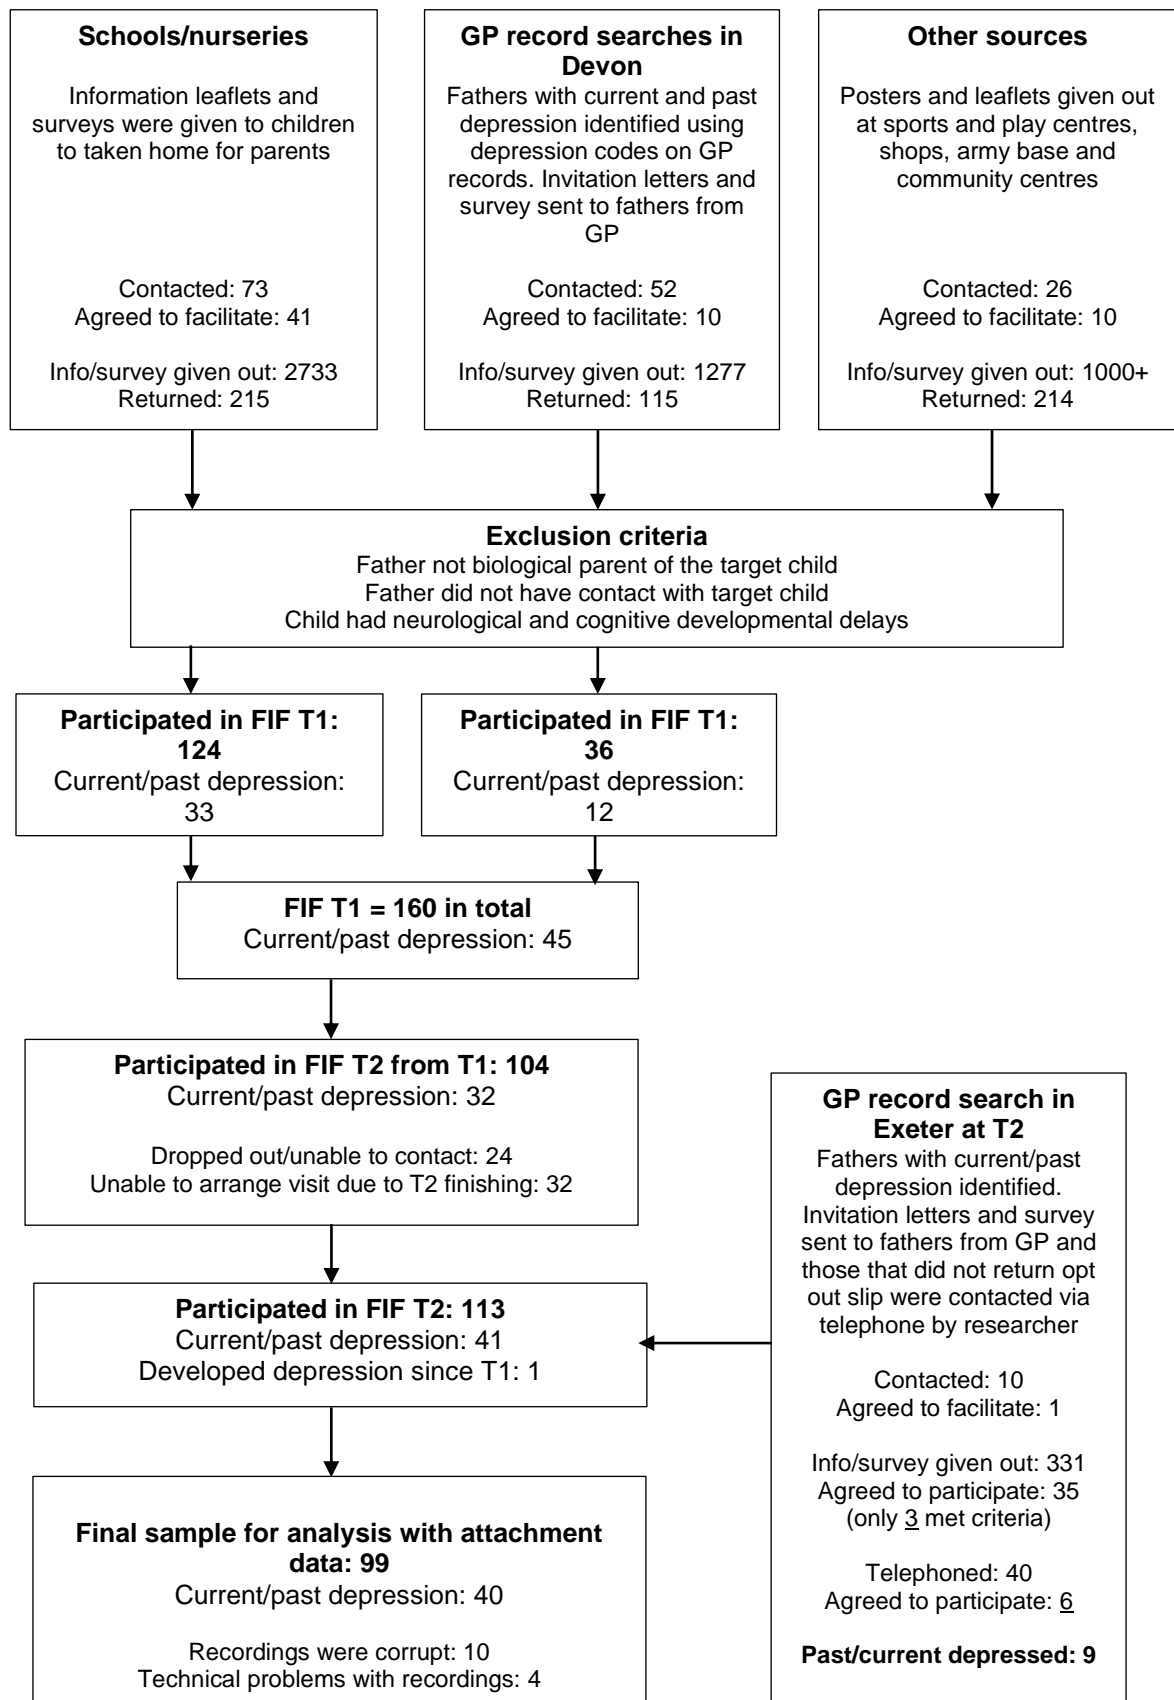 Schools/nurseries
Information leaflets and
surveys were given to children
to taken home for parents
Contacted: 73
Agreed to facilitate: 41
Info/survey given out: 2733
Returned: 215
GP record searches in
Devon
Fathers with current and past
depression identified using
depression codes on GP
records. Invitation letters and
survey sent to fathers from
GP
Contacted: 52
Agreed to facilitate: 10
Info/survey given out: 1277
Returned: 115
Other sources
Posters and leaflets given out
at sports and play centres,
shops, army base and
community centres
Contacted: 26
Agreed to facilitate: 10
Info/survey given out: 1000+
Returned: 214
Exclusion criteria
Father not biological parent of the target child
Father did not have contact with target child
Child had neurological and cognitive developmental delays
Participated in FIF T1:
124
Current/past depression:
33
Participated in FIF T1:
36
Current/past depression:
12
FIF T1 = 160 in total
Current/past depression: 45
Participated in FIF T2 from T1: 104
Current/past depression: 32
Dropped out/unable to contact: 24
Unable to arrange visit due to T2 finishing: 32
GP record search in
Exeter at T2
Fathers with current/past
depression identified.
Invitation letters and survey
sent to fathers from GP and
those that did not return opt
out slip were contacted via
telephone by researcher
Contacted: 10
Agreed to facilitate: 1
Info/survey given out: 331
Agreed to participate: 35
(only 3 met criteria)
Telephoned: 40
Agreed to participate: 6
Past/current depressed: 9
Participated in FIF T2: 113
Current/past depression: 41
Developed depression since T1: 1
Final sample for analysis with attachment
data: 99
Current/past depression: 40
Recordings were corrupt: 10
Technical problems with recordings: 4